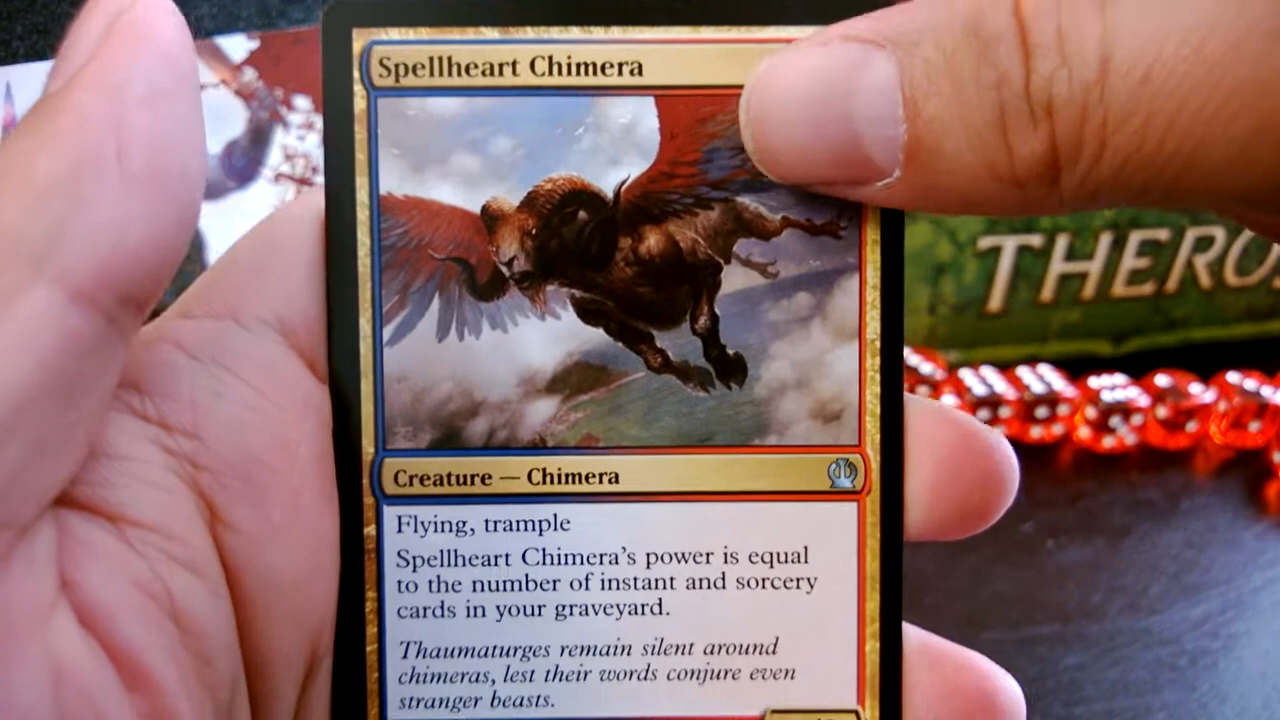 Spellheart Chimera
THERO
Creature — Chimera
Flying, trample
Spellheart Chimera's power is equal
to the number of instant and sorcery
cards in your graveyard.
Thaumaturges remain silent around
chimeras, lest their words conjure even
stranger beasts.